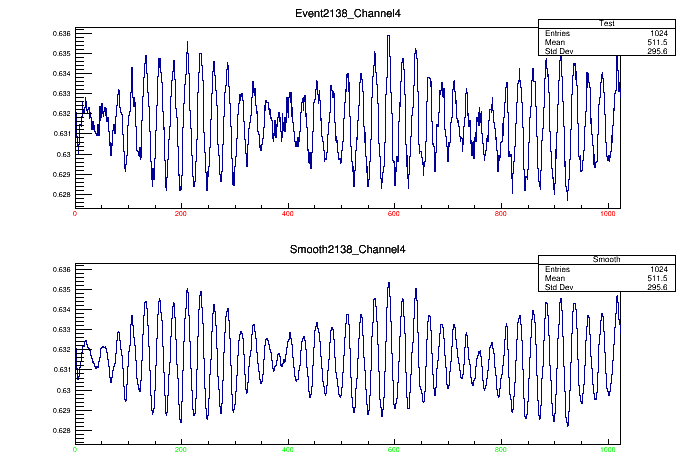 Event2138_Channel4
Test
Entries 1024
Mean 511.5
Std Dev 295.6
0.636
0.635
0.634
0.633
0.632
0.631
0.63
0.629
0.628
0 200 400 600 800 1000
Smooth2138_Channel4
Smooth
Entries 1024
Mean 511.5
Std Dev 295.6
0.636
0.635
0.634
0.633
0.632
0.631
0.63
0.629
0.628
0 200 400 600 800 1000